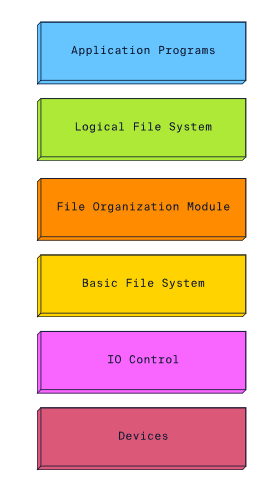 Application Programs
Logical File System
File Organization Module
Basic File System
IO Control
Devices